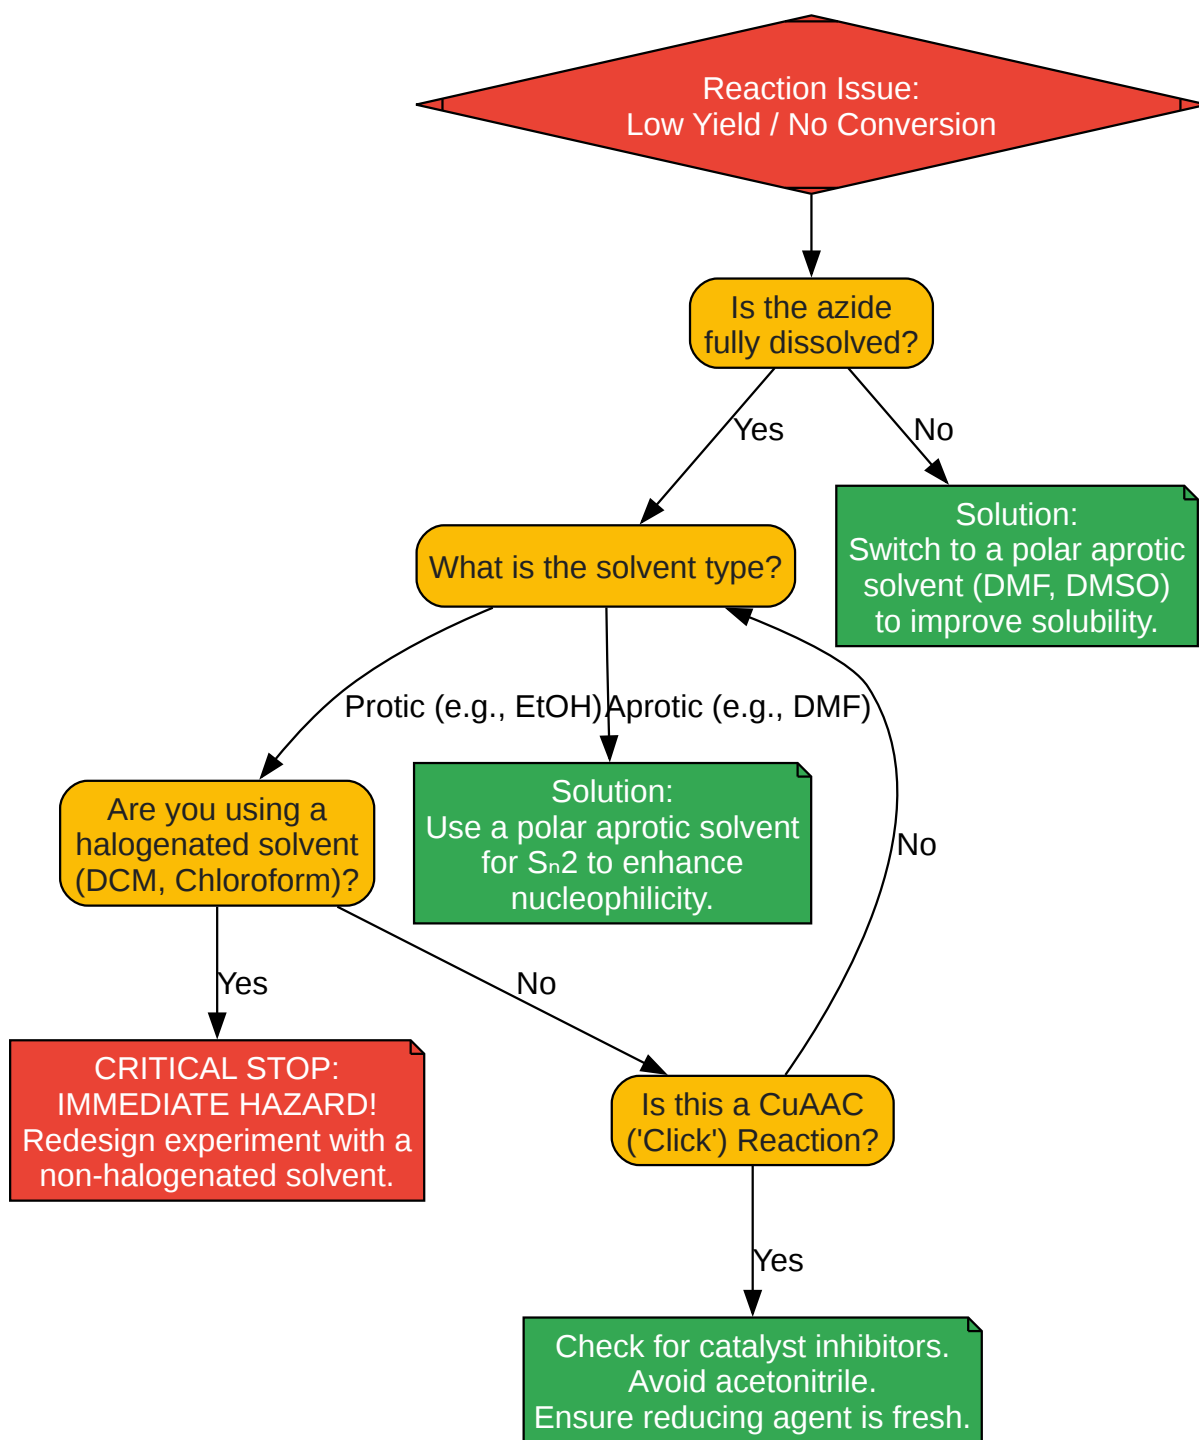 Reaction Issue:
Low Yield / No Conversion
Is the azide
fully dissolved?
Yes
No
Solution:
Switch to a polar aprotic
solvent (DMF, DMSO)
to improve solubility.
What is the solvent type?
Protic (e.g., EtOH)
Aprotic (e.g., DMF)
Are you using a
halogenated solvent
(DCM, Chloroform)?
Solution:
Use a polar aprotic solvent
for Sₙ2 to enhance
nucleophilicity.
No
Yes
No
CRITICAL STOP:
IMMEDIATE HAZARD!
Redesign experiment with a
non-halogenated solvent.
Is this a CuAAC
('Click') Reaction?
Yes
Check for catalyst inhibitors.
Avoid acetonitrile.
Ensure reducing agent is fresh.